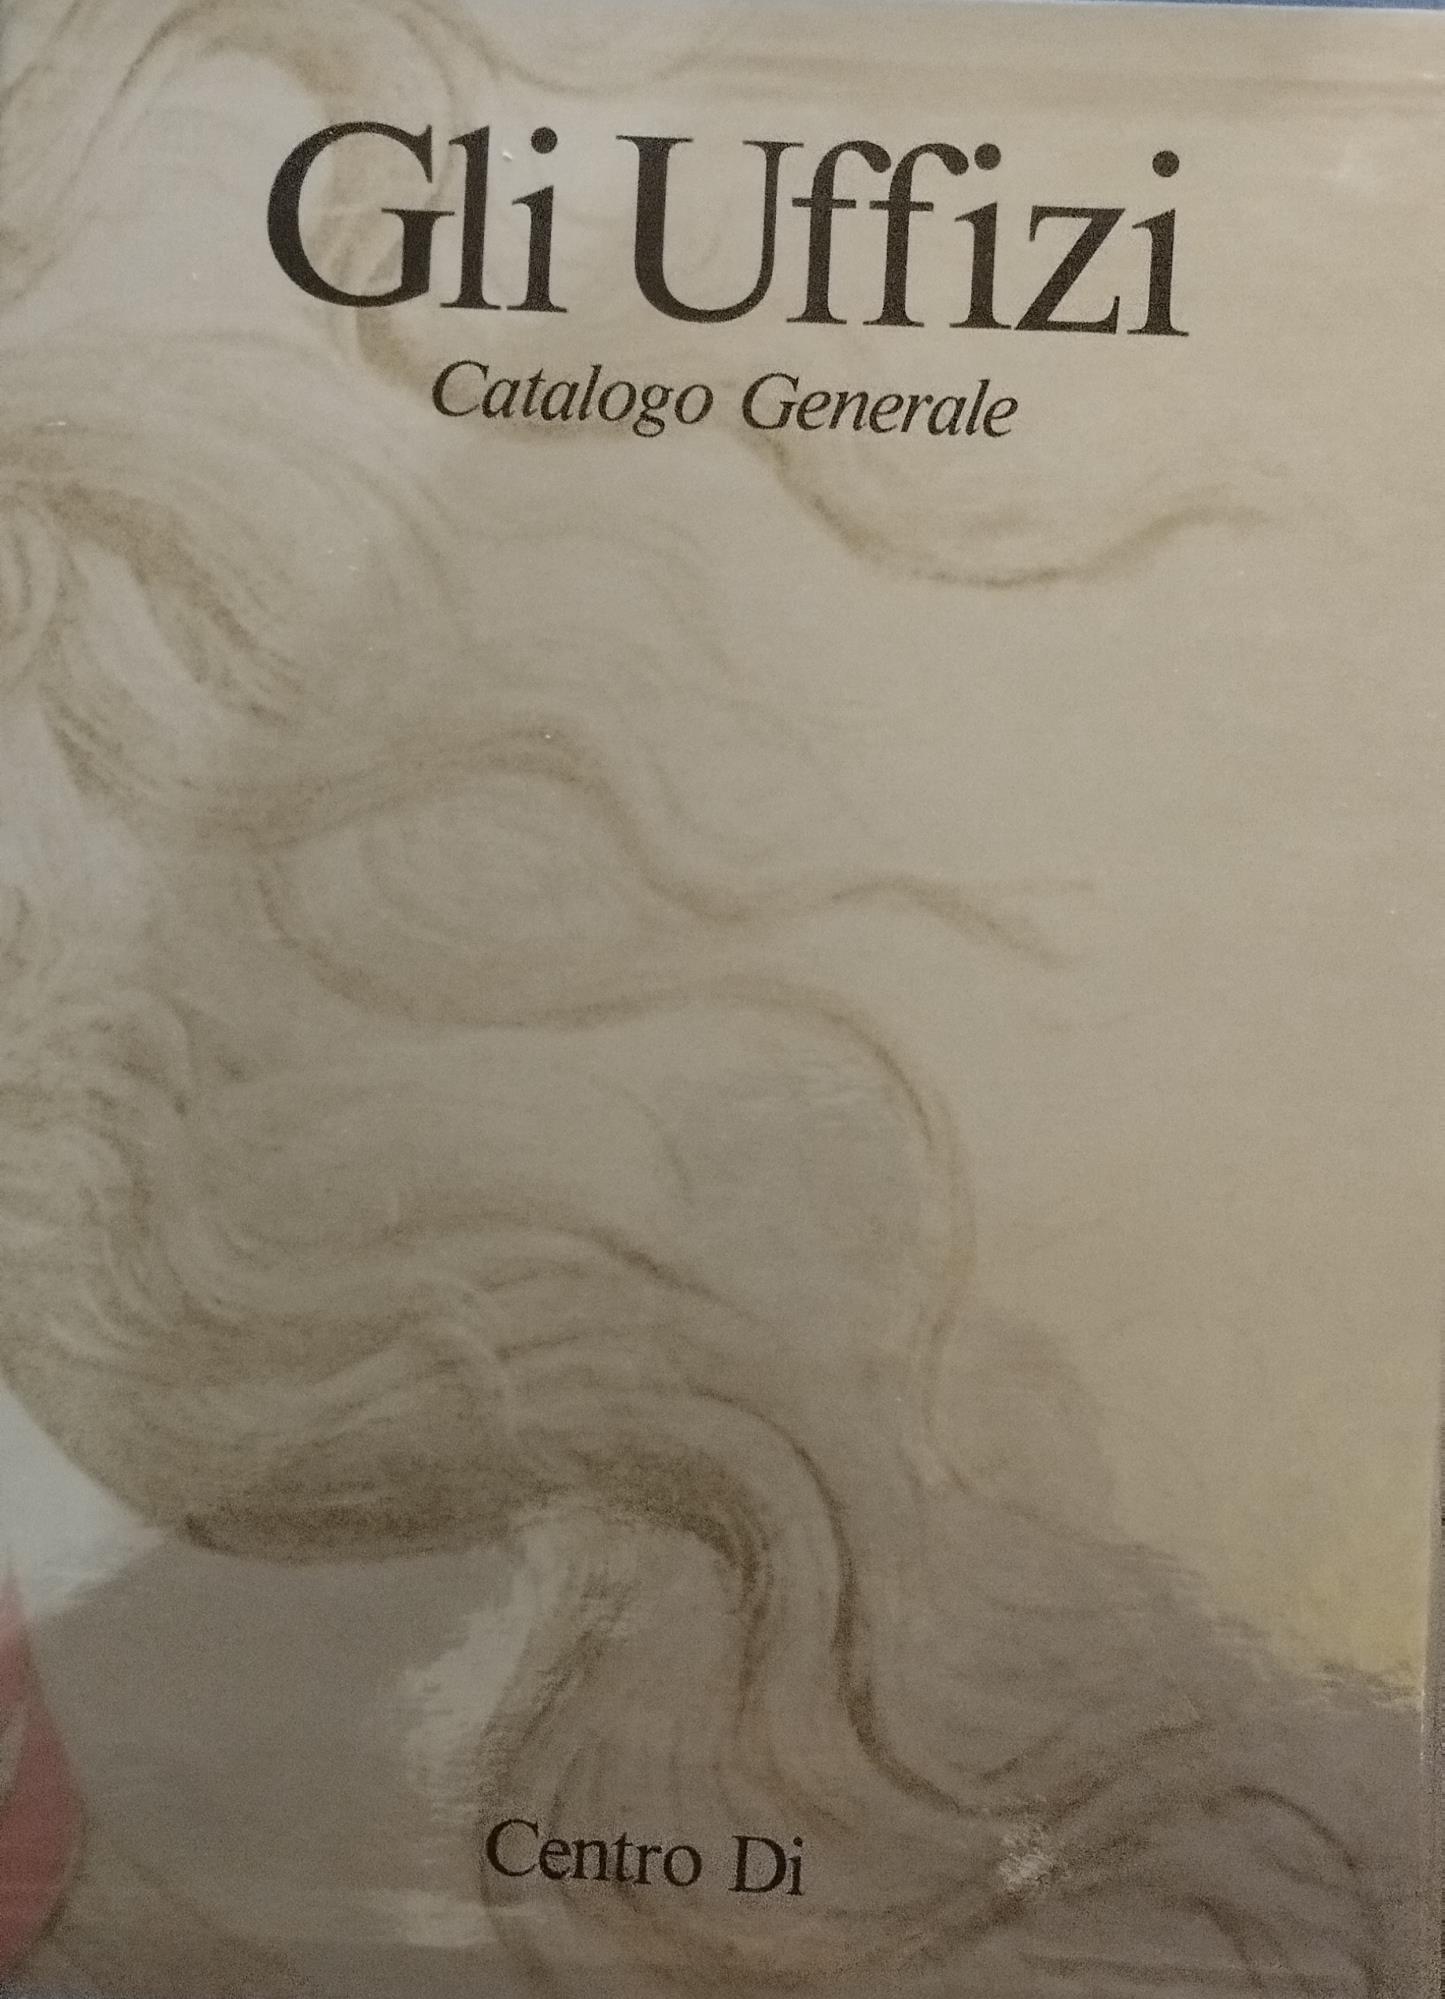 Gli Uffizi
Catalogo Generale
Centro Di